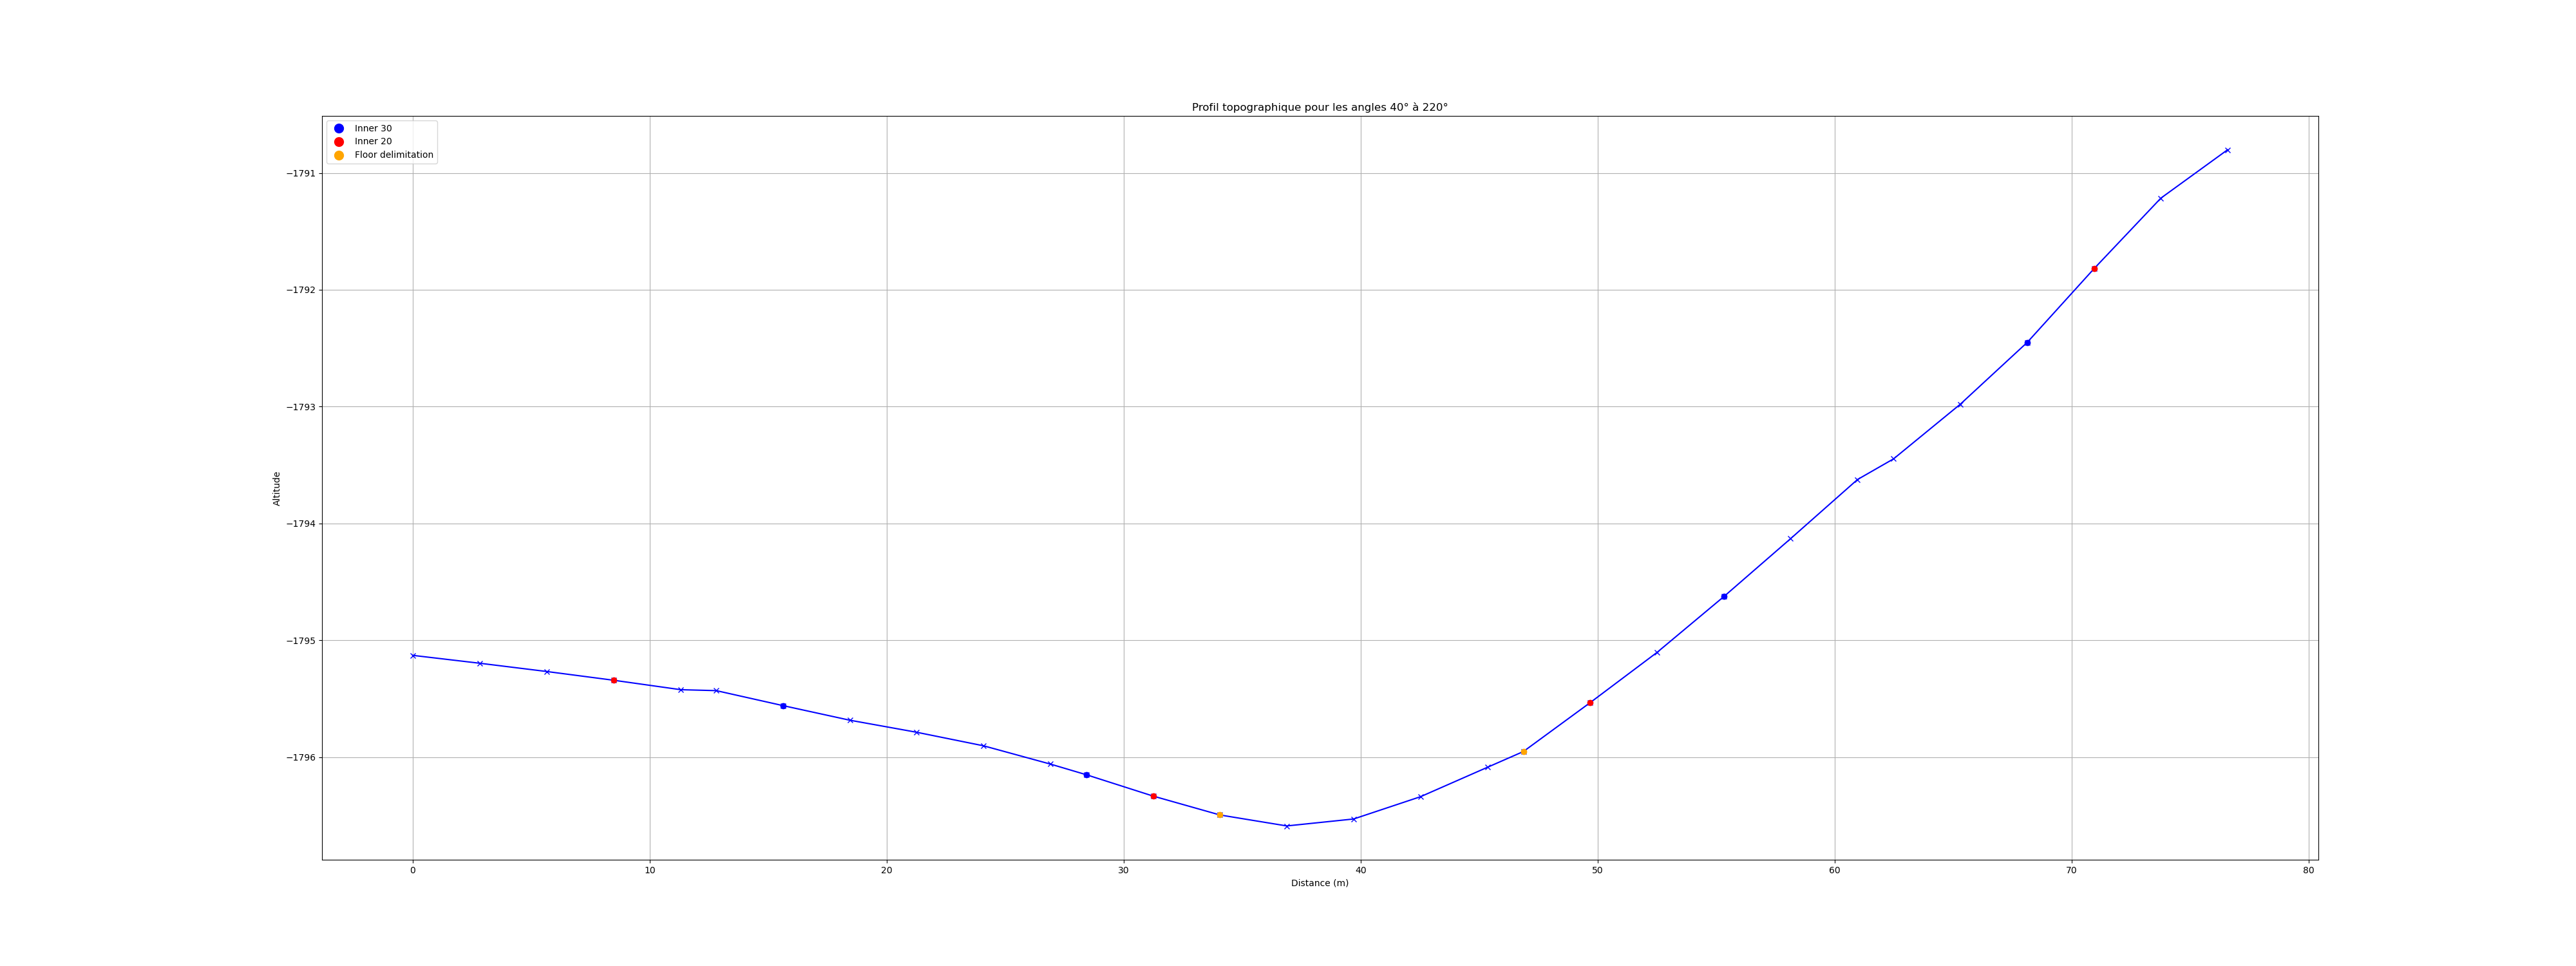 Profil topographique pour les angles 40° à 220°
Inner 30
Inner 20
Floor delimitation
−1791
−1792
−1793
−1794
−1795
−1796
Altitude
0 10 20 30 40 50 60 70 80
Distance (m)